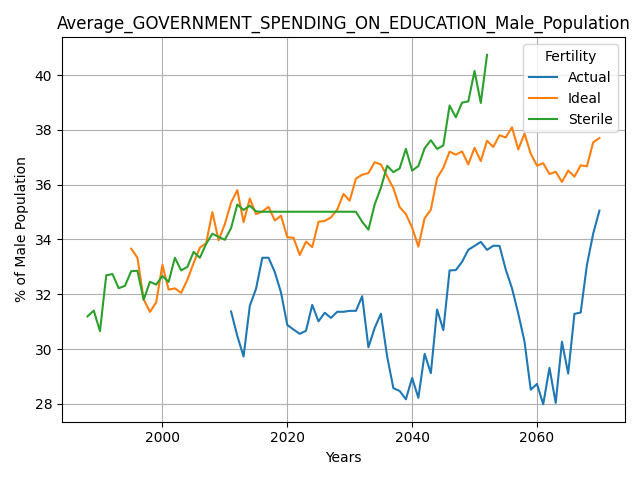 Average_GOVERNMENT_SPENDING_ON_EDUCATION_Male_Population
Fertility
Actual
Ideal
Sterile
% of Male Population
40
38
36
34
32
30
28
2000
2020
2040
2060
Years